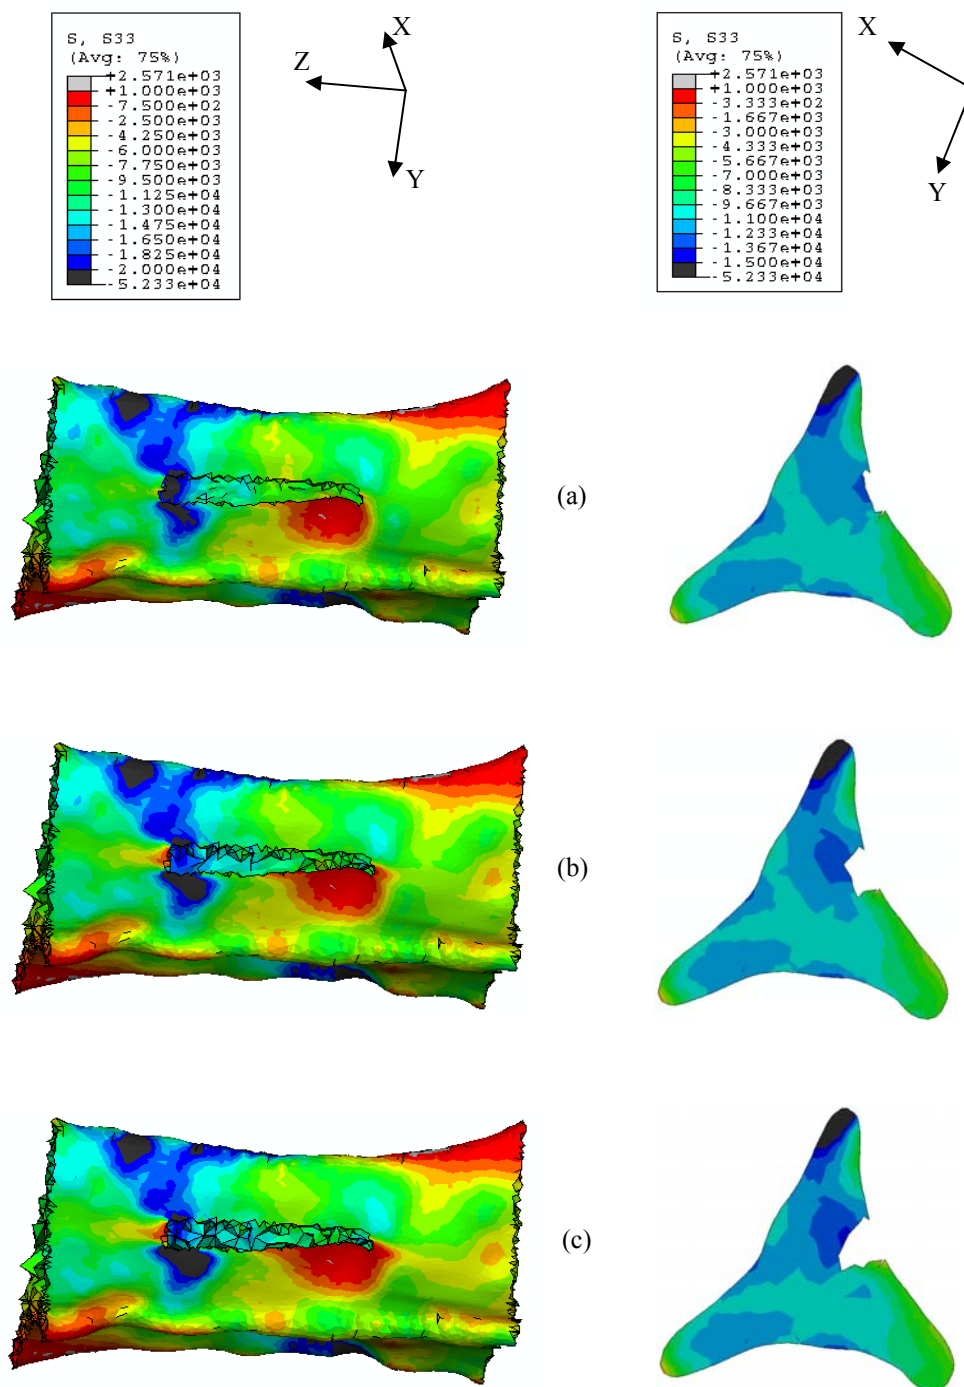 S, S33
(Avg: 75%)
+2.571e+03
+1.000e+03
-7.500e+02
-2.500e+03
-4.250e+03
-6.000e+03
-7.750e+03
-9.500e+03
-1.125e+04
-1.300e+04
-1.475e+04
-1.650e+04
-1.825e+04
-2.000e+04
-5.233e+04
X
Z
Y
S, S33
(Avg: 75%)
+2.571e+03
+1.000e+03
-3.333e+02
-1.667e+03
-3.000e+03
-4.333e+03
-5.667e+03
-7.000e+03
-8.333e+03
-9.667e+03
-1.100e+04
-1.233e+04
-1.367e+04
-1.500e+04
-5.233e+04
X
Y
(a)
(b)
(c)